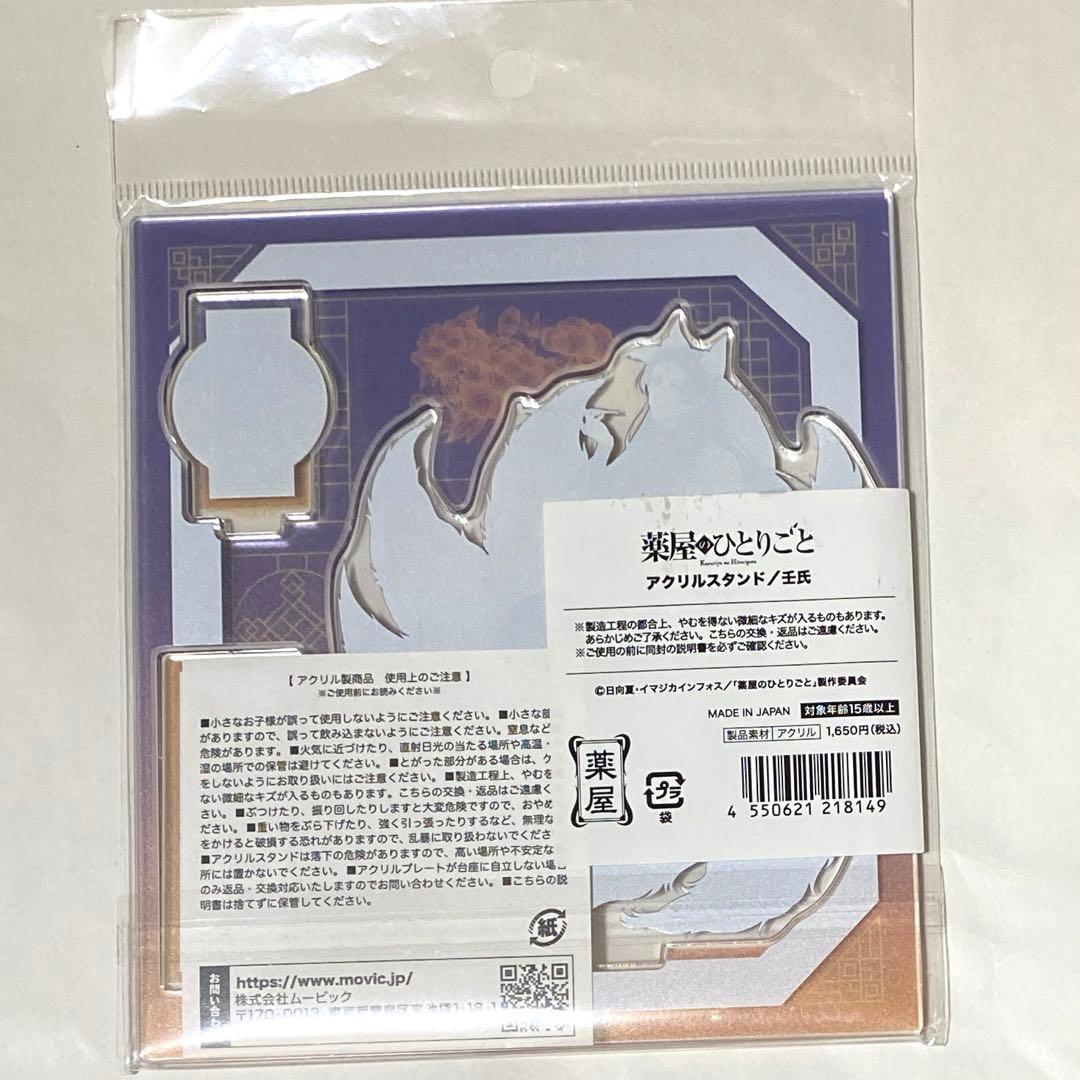 薬屋のひとりごと
Kusuriya no Hitorigoto
アクリルスタンド／壬氏
※製造工程の都合上、やむを得ない微細なキズが入るものもあります。
あらかじめご了承ください。こちらの交換・返品はご遠慮ください。
※ご使用の前に同封の説明書を必ずご確認ください。
©日向夏・イマジカインフォス/「薬屋のひとりごと」製作委員会
MADE IN JAPAN 対象年齢15歳以上
製品素材 アクリル 1,650円(税込)
薬屋
プラ
袋
4 550621 218149
【 アクリル製商品　使用上のご注意 】
※ご使用前にお読みください※
■小さなお子様が誤って使用しないようにご注意ください。■小さな部
がありますので、誤って飲み込まないようにご注意ください。窒息など
危険があります。■火気に近づけたり、直射日光の当たる場所や高温・
湿の場所での保管は避けてください。■とがった部分がある場合は、ケ
をしないようにお取り扱いにはご注意ください。■製造工程上、やむを
ない微細なキズが入るものもあります。こちらの交換・返品はご遠慮く
ださい。■ぶつけたり、振り回したりしますと大変危険ですので、おやめ
ださい。■重い物をぶら下げたり、強く引っ張ったりするなど、無理な
をかけると破損する恐れがありますので、乱暴に取り扱わないでくださ
■アクリルスタンドは落下の危険がありますので、高い場所や不安定な
所には置かないでください。■アクリルプレートが台座に自立しない場合
のみ返品・交換対応いたしますのでお問い合わせください。■こちらの説
明書は捨てずに保管してください。
紙
お問い合わ
https://www.movic.jp/
株式会社ムービック
〒170-0013 東京都豊島区東池袋1-18-1